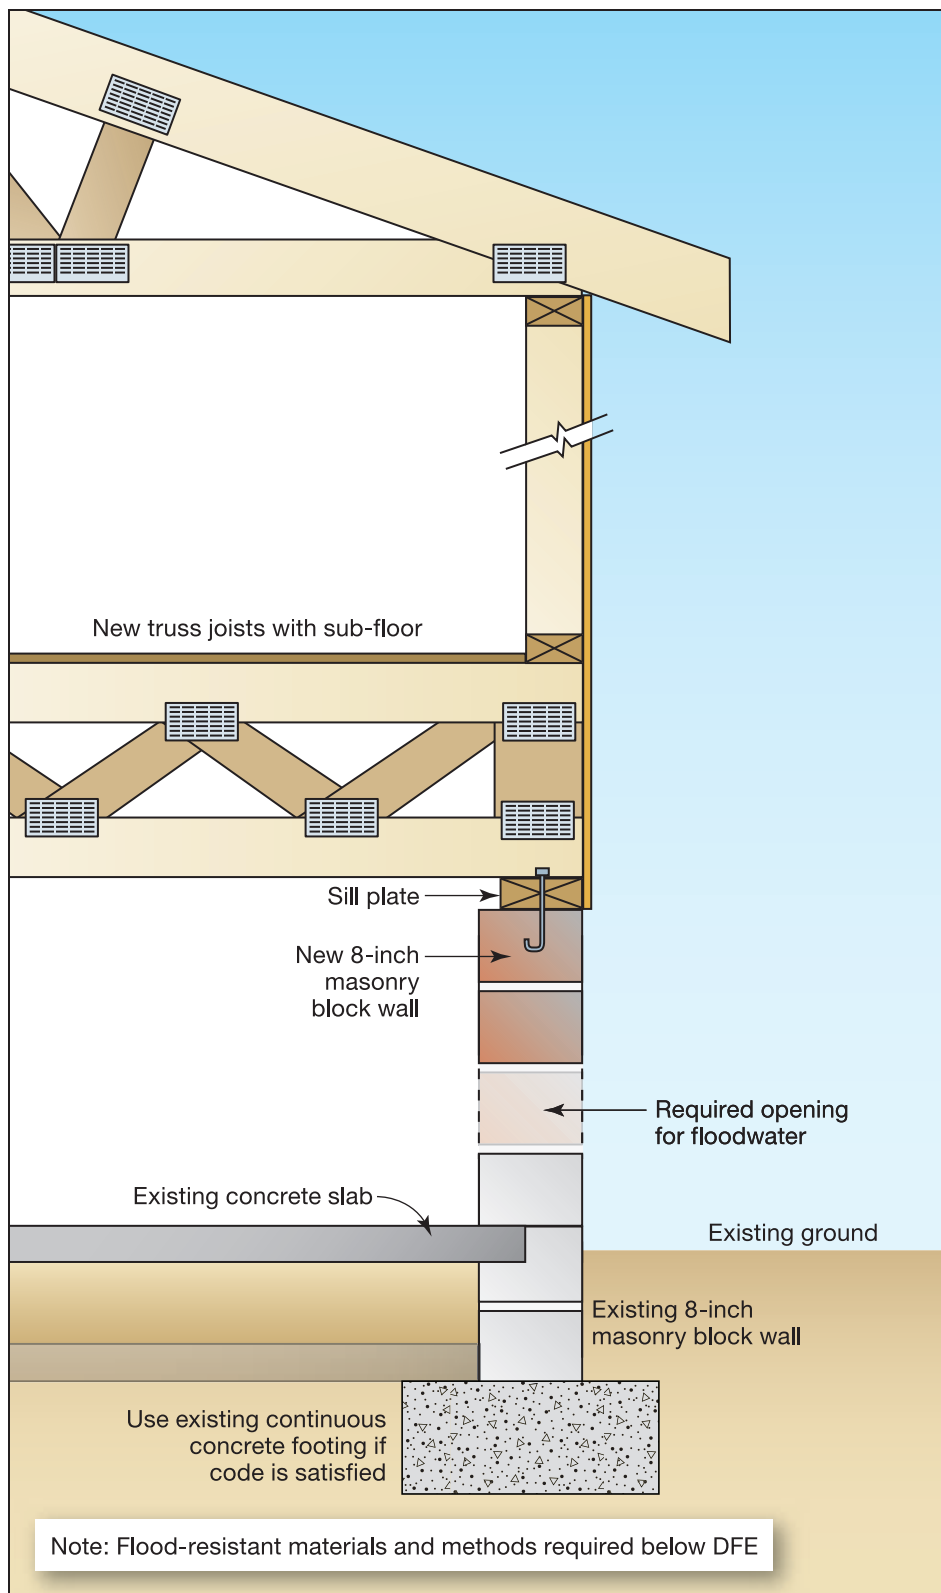 New truss joists with sub-floor
Sill plate
New 8-inch
masonry
block wall
Required opening
for floodwater
Existing concrete slab
Existing ground
Existing 8-inch
masonry block wall
Use existing continuous
concrete footing if
code is satisfied
Note: Flood-resistant materials and methods required below DFE